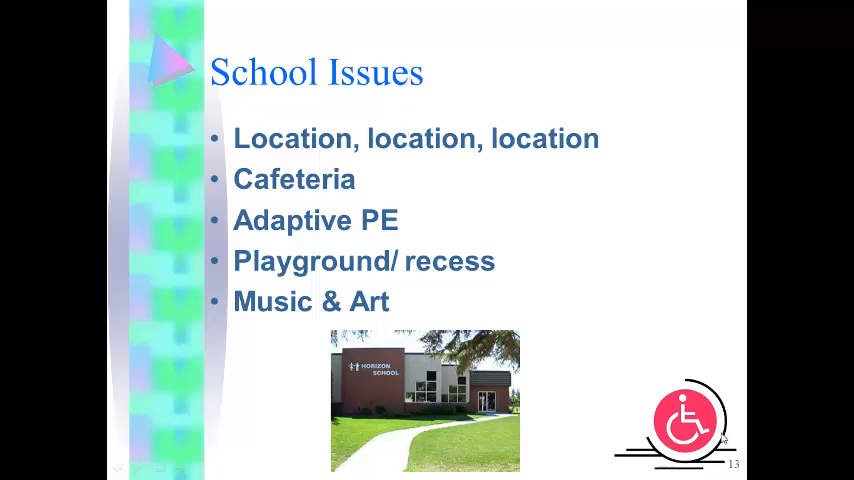 School Issues
• Location, location, location
• Cafeteria
• Adaptive PE
• Playground/ recess
• Music & Art
HORIZON
SCHOOL
13